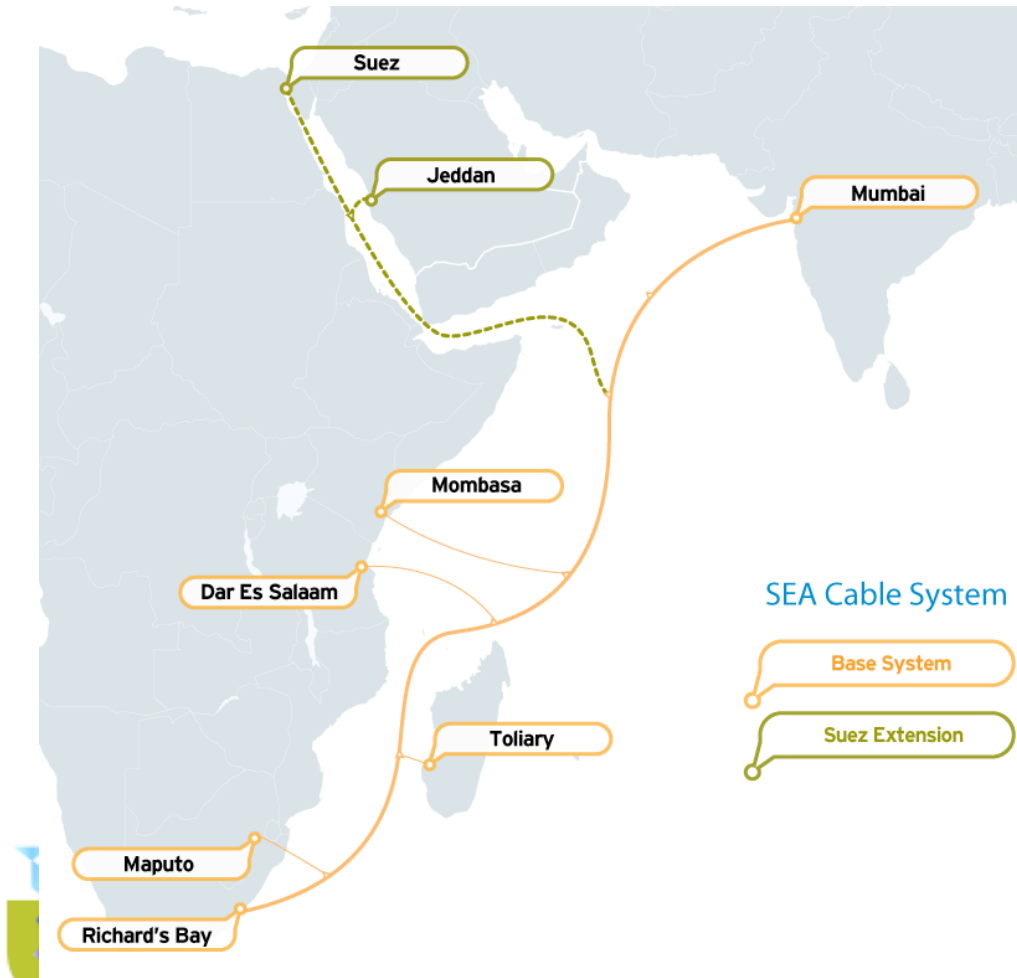 Suez
Jeddan
Mumbai
Mombasa
Dar Es Salaam
SEA Cable System
Base System
Toliary
Suez Extension
Maputo
Richard's Bay